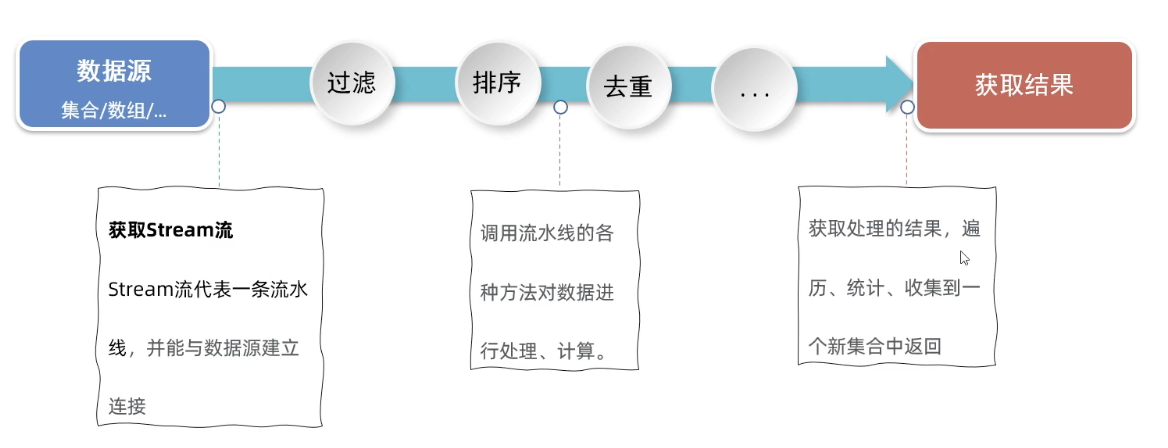 数据源
集合/数组/...
过滤
排序
去重
...
获取结果
获取Stream流
Stream流代表一条流水
线，并能与数据源建立
连接
调用流水线的各
种方法对数据进
行处理、计算。
获取处理的结果，遍
历、统计、收集到一
个新集合中返回